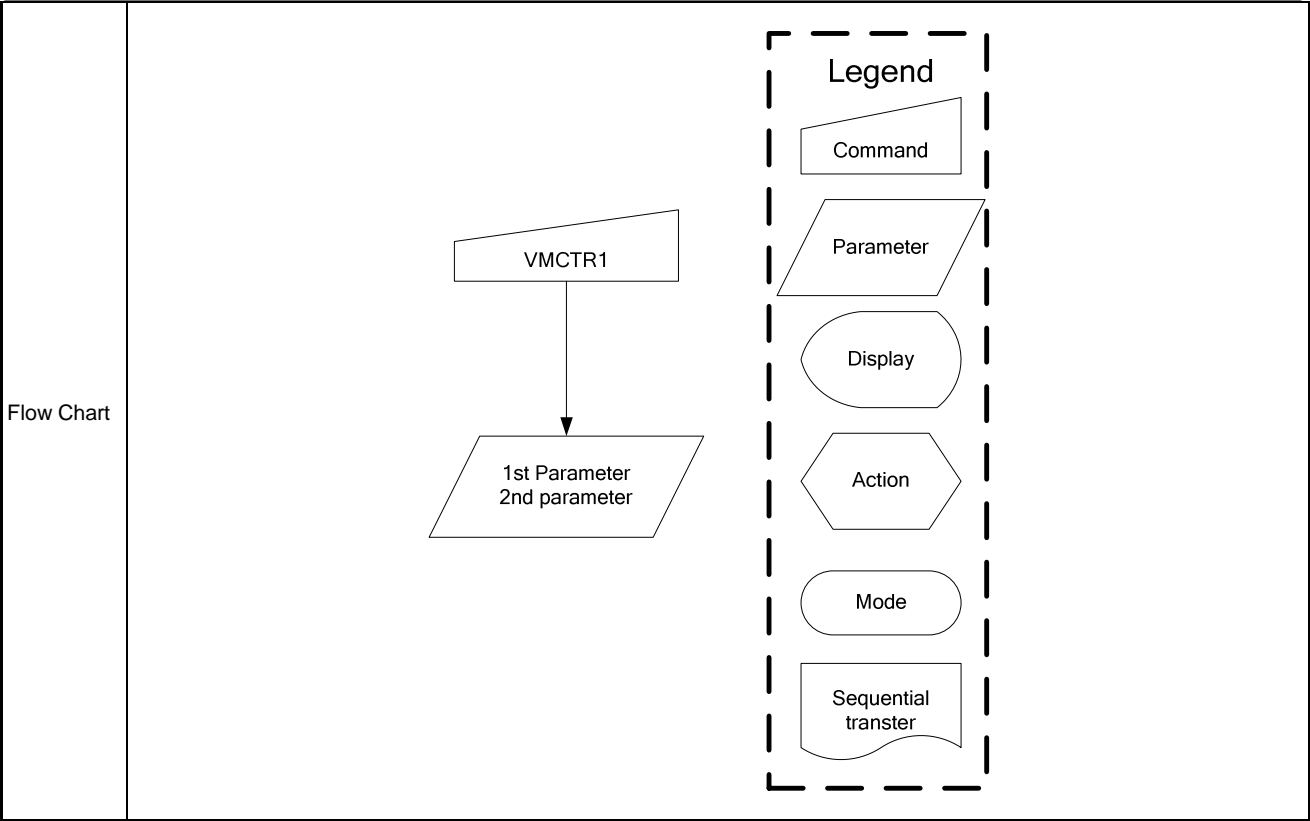 Flow Chart
VMCTR1
1st Parameter
2nd parameter
Legend
Command
Parameter
Display
Action
Mode
Sequential
transter